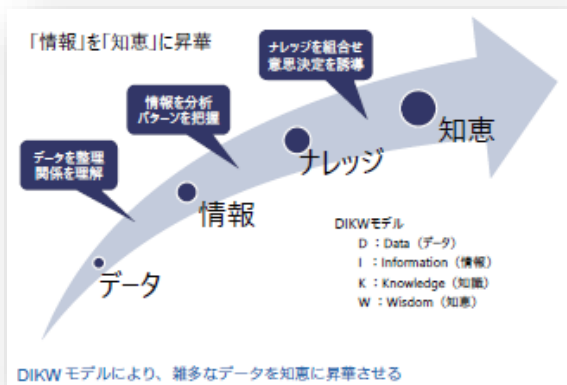 「情報」を「知恵」に昇華
ナレッジを組合せ
意思決定を誘導
情報を分析
パターンを把握
データを整理
関係を理解
知恵
ナレッジ
情報
データ
DIKWモデル
D ：Data（データ）
I ：Information（情報）
K ：Knowledge（知識）
W ：Wisdom（知恵）
DIKW モデルにより、雑多なデータを知恵に昇華させる